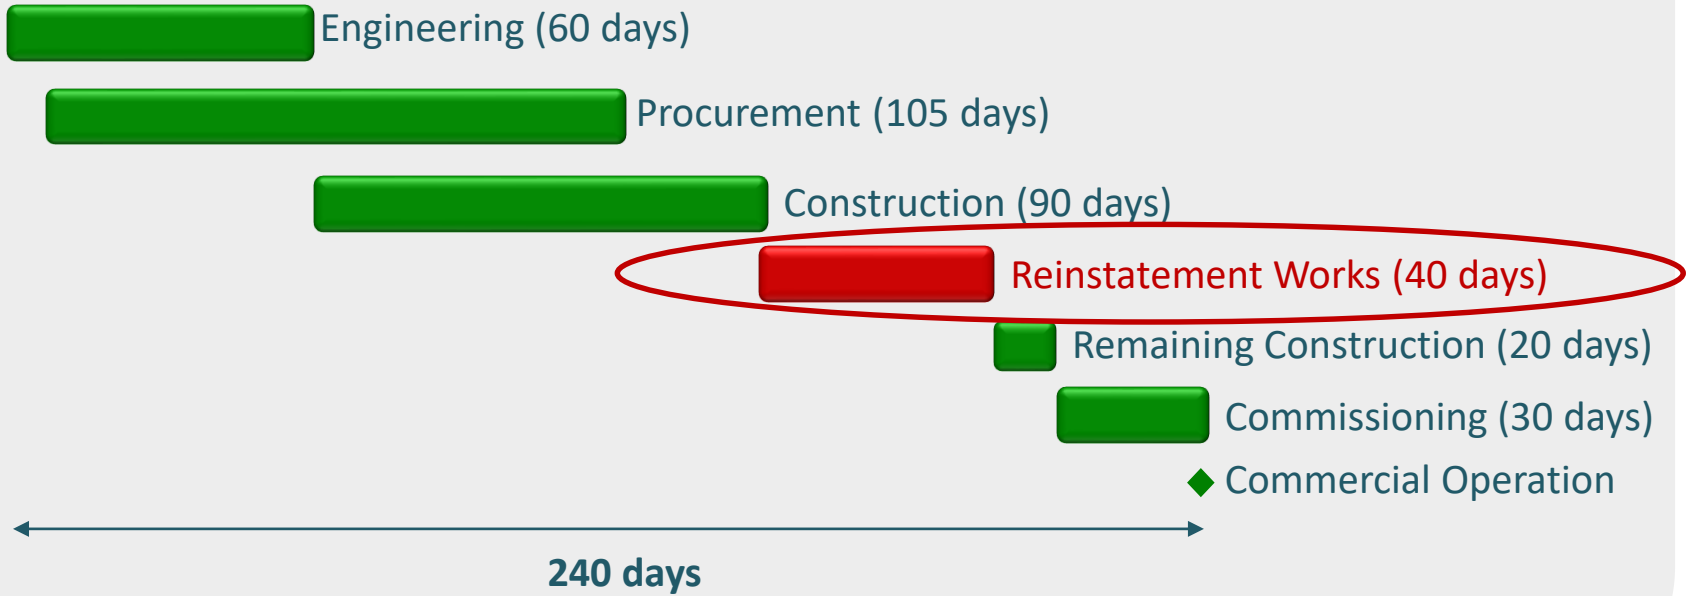 Engineering (60 days)
Procurement (105 days)
Construction (90 days)
Reinstatement Works (40 days)
Remaining Construction (20 days)
Commissioning (30 days)
Commercial Operation
240 days